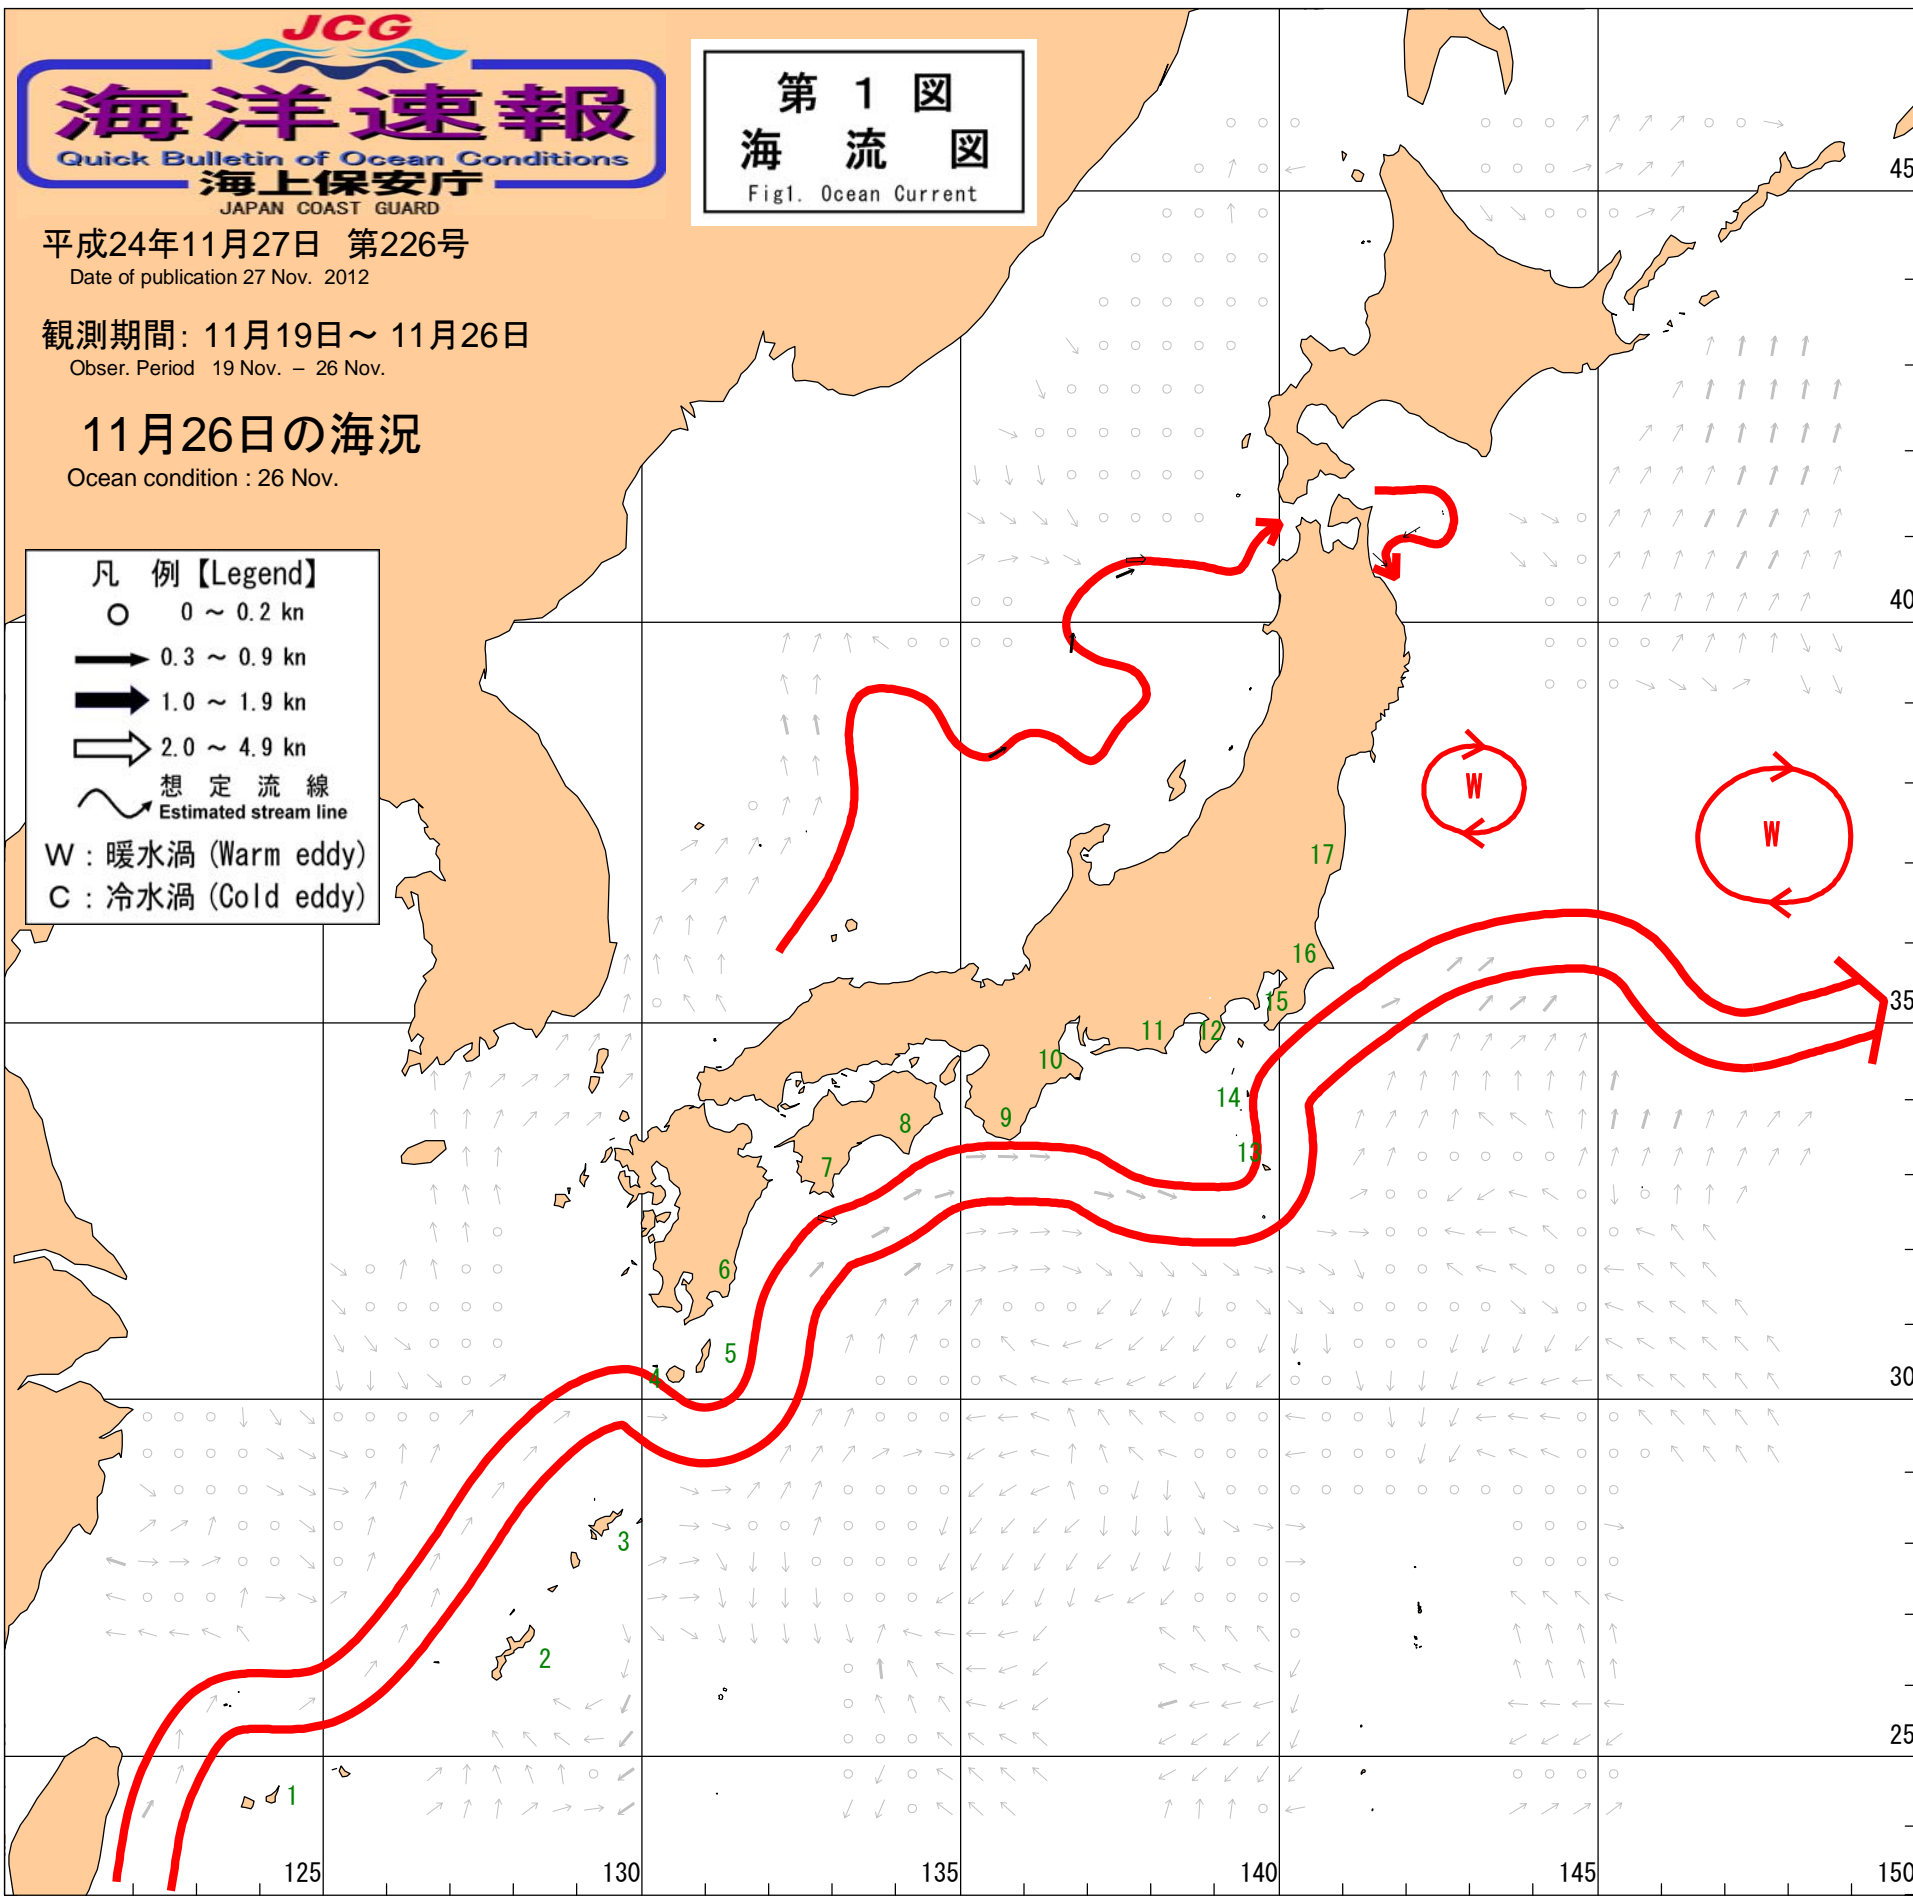 JCG
海洋速報
Quick Bulletin of Ocean Conditions
海上保安庁
JAPAN COAST GUARD
第 1 図
海 流 図
Fig1. Ocean Current
平成24年11月27日 第226号
Date of publication 27 Nov. 2012
観測期間: 11月19日～ 11月26日
Obser. Period 19 Nov. – 26 Nov.
11月26日の海況
Ocean condition : 26 Nov.
凡 例【Legend】
0 ～ 0.2 kn
0.3 ～ 0.9 kn
1.0 ～ 1.9 kn
2.0 ～ 4.9 kn
想 定 流 線
Estimated stream line
W : 暖水渦 (Warm eddy)
C : 冷水渦 (Cold eddy)
45
40
W
W
17
16
15
35
11
12
10
14
9
8
13
7
6
5
4
30
3
2
25
1
125
130
135
140
145
150